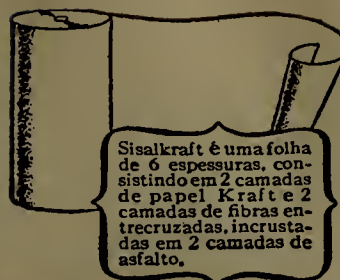 Sisalkraft é uma folha
de 6 espessuras, con-
sistindo em 2 camadas
de papel Kraft e 2
camadas de fibras en-
trecruzadas, incrusta-
das em 2 camadas de
asfalto.